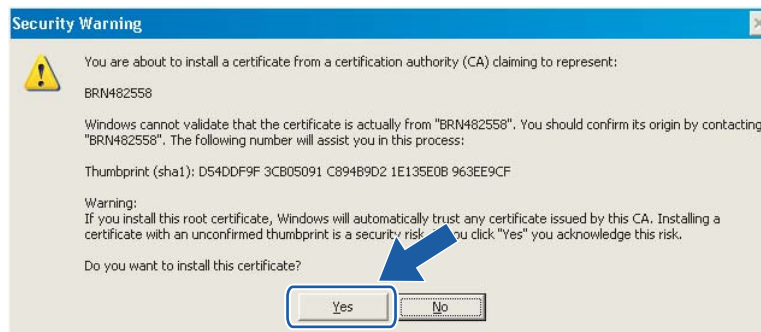 Security Warning
You are about to install a certificate from a certification authority (CA) claiming to represent:
BRN482558
Windows cannot validate that the certificate is actually from "BRN482558". You should confirm its origin by contacting
"BRN482558". The following number will assist you in this process:
Thumbprint (sha1): D54DDF9F 3CB05091 C894B9D2 1E135E0B 963EE9CF
Warning:
If you install this root certificate, Windows will automatically trust any certificate issued by this CA. Installing a
certificate with an unconfirmed thumbprint is a security risk. you click "Yes" you acknowledge this risk.
Do you want to install this certificate?
Yes No